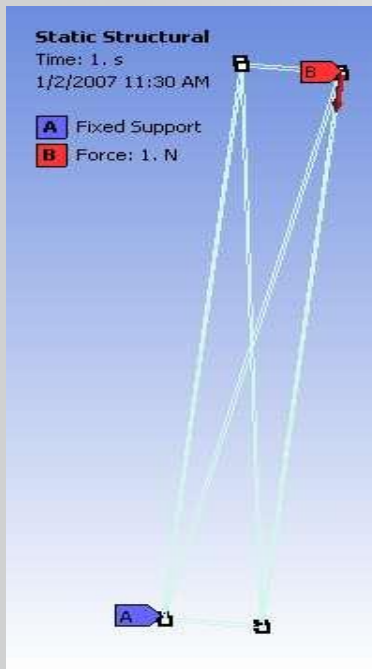 Static Structural
Time: 1. s
1/2/2007 11:30 AM
A Fixed Support
B Force: 1. N
B
A